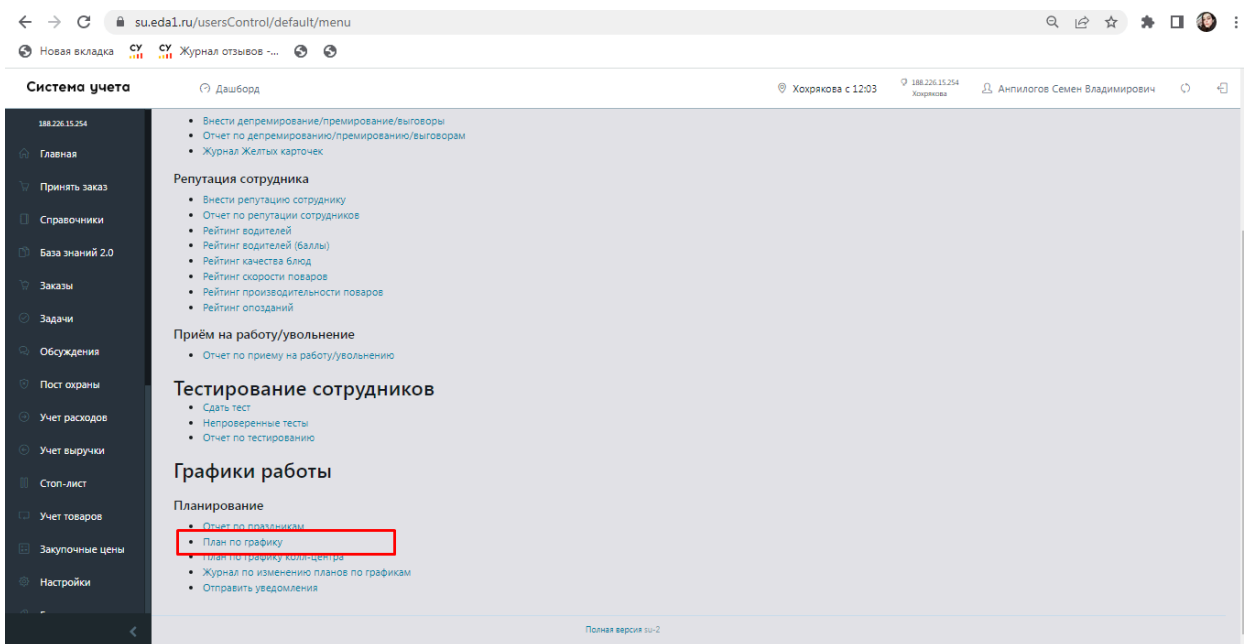 su.eda1.ru/usersControl/default/menu
Новая вкладка СУ СУ Журнал отзывов -...
Система учета Дашборд Хохрякова с 12:03 188.226.15.254 Хохрякова Анпилогов Семен Владимирович
188.226.15.254
Главная
Принять заказ
Справочники
База знаний 2.0
Заказы
Задачи
Обсуждения
Пост охраны
Учет расходов
Учет выручки
Стоп-лист
Учет товаров
Закупочные цены
Настройки
Внести депремирование/премирование/выговоры
Отчет по депремированию/премированию/выговорам
Журнал Желтых карточек
Репутация сотрудника
Внести репутацию сотруднику
Отчет по репутации сотрудников
Рейтинг водителей
Рейтинг водителей (баллы)
Рейтинг качества блюд
Рейтинг скорости поваров
Рейтинг производительности поваров
Рейтинг опозданий
Приём на работу/увольнение
Отчет по приему на работу/увольнению
Тестирование сотрудников
Сдать тест
Непроверенные тесты
Отчет по тестированию
Графики работы
Планирование
Отчет по праздникам
План по графику
План по графику колл-центра
Журнал по изменению планов по графикам
Отправить уведомления
Полная версия su-2